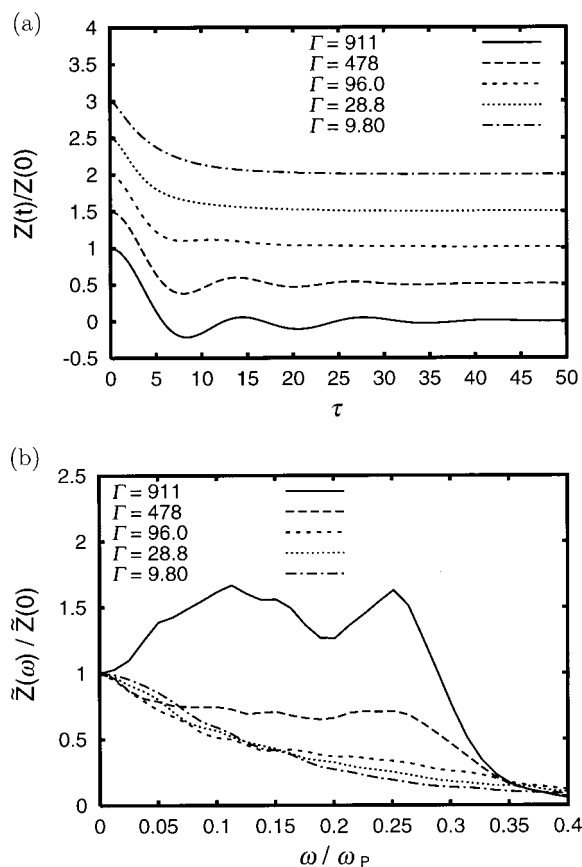 (a)
Γ = 911
Γ = 478
Γ = 96.0
Γ = 28.8
Γ = 9.80
Z(t)/Z(0)
4
3.5
3
2.5
2
1.5
1
0.5
0
-0.5
0 5 10 15 20 25 30 35 40 45 50
τ
(b)
Γ = 911
Γ = 478
Γ = 96.0
Γ = 28.8
Γ = 9.80
Z̃(ω) / Z̃(0)
2.5
2
1.5
1
0.5
0
0 0.05 0.1 0.15 0.2 0.25 0.3 0.35 0.4
ω / ωP